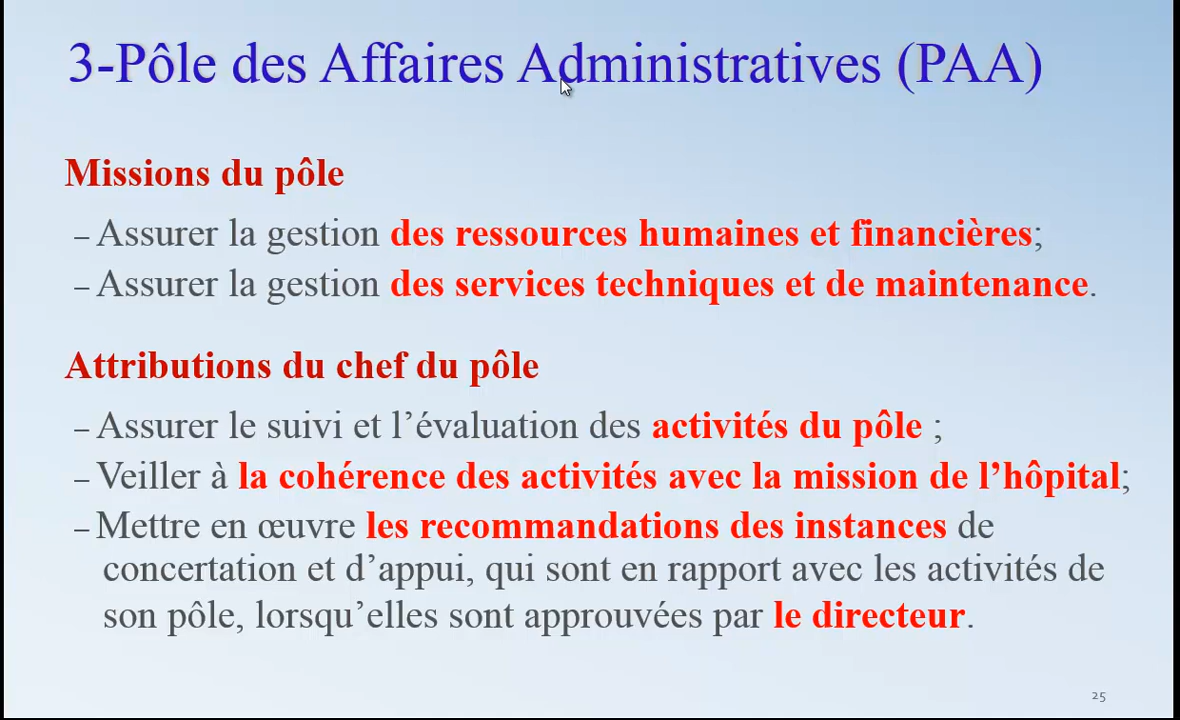 3-Pôle des Affaires Administratives (PAA)
Missions du pôle
– Assurer la gestion des ressources humaines et financières;
– Assurer la gestion des services techniques et de maintenance.
Attributions du chef du pôle
– Assurer le suivi et l’évaluation des activités du pôle ;
– Veiller à la cohérence des activités avec la mission de l’hôpital;
– Mettre en œuvre les recommandations des instances de
concertation et d’appui, qui sont en rapport avec les activités de
son pôle, lorsqu’elles sont approuvées par le directeur.
25